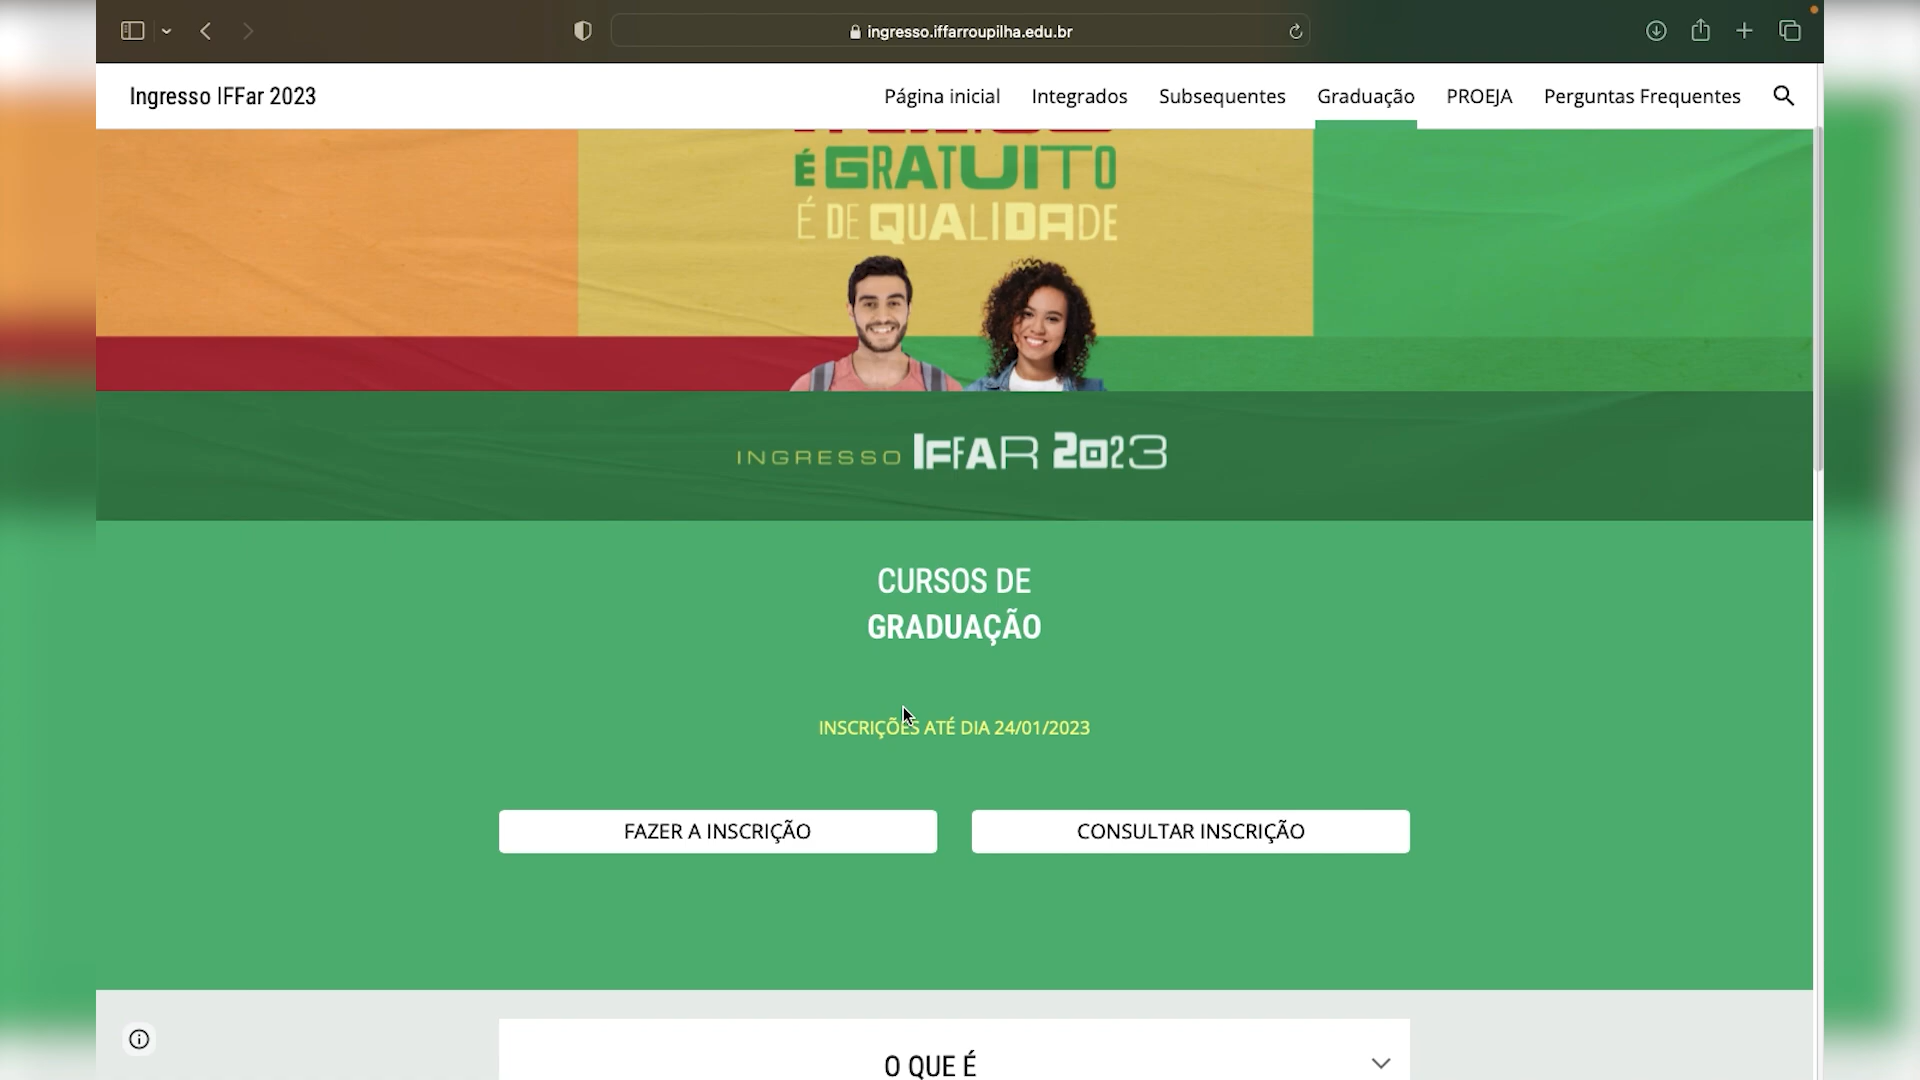 ingresso.iffarroupilha.edu.br
Ingresso IFFar 2023
Página inicial
Integrados
Subsequentes
Graduação
PROEJA
Perguntas Frequentes
É GRATUITO
É DE QUALIDADE
INGRESSO IFFAR 2023
CURSOS DE
GRADUAÇÃO
INSCRIÇÕES ATÉ DIA 24/01/2023
FAZER A INSCRIÇÃO
CONSULTAR INSCRIÇÃO
O QUE É